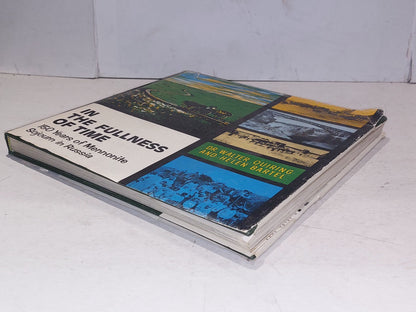 IN
THE FULLNESS
OF TIME
150 Years of Mennonite
Sojourn in Russia
DR WALTER QUIRING
AND HELEN BARTEL